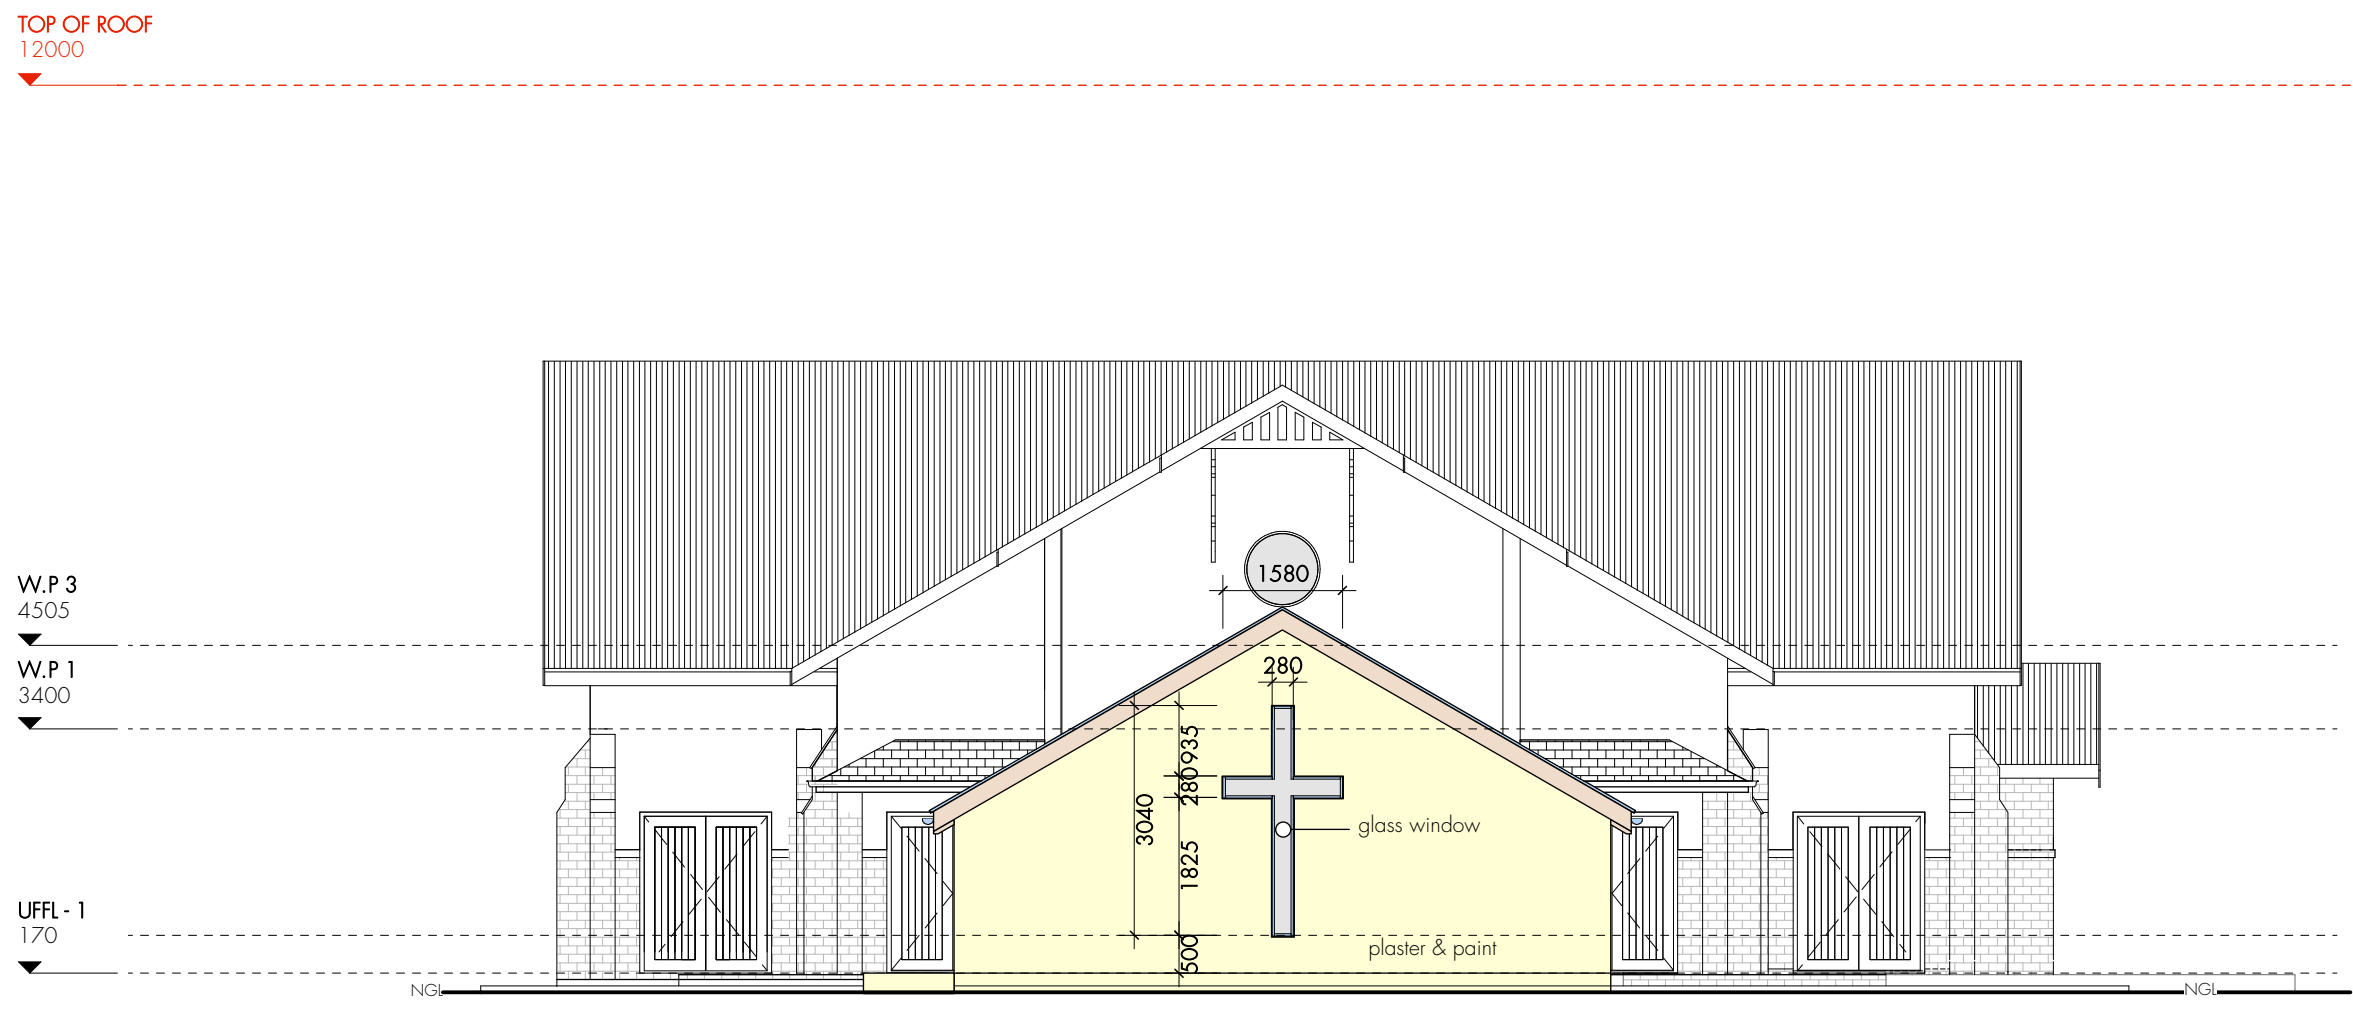 TOP OF ROOF
12000
W.P 3
4505
W.P 1
3400
UFFL - 1
170
1580
280
935
280
3040
1825
500
glass window
plaster & paint
NGL
NGL